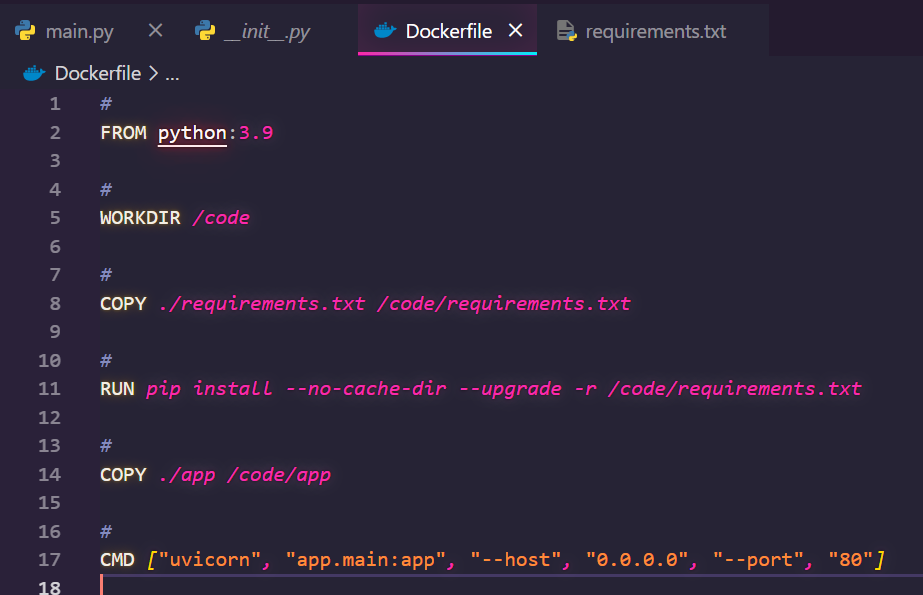 main.py × __init__.py Dockerfile × requirements.txt
Dockerfile > ...
1 #
2 FROM python:3.9
3
4 #
5 WORKDIR /code
6
7 #
8 COPY ./requirements.txt /code/requirements.txt
9
10 #
11 RUN pip install --no-cache-dir --upgrade -r /code/requirements.txt
12
13 #
14 COPY ./app /code/app
15
16 #
17 CMD ["uvicorn", "app.main:app", "--host", "0.0.0.0", "--port", "80"]
18